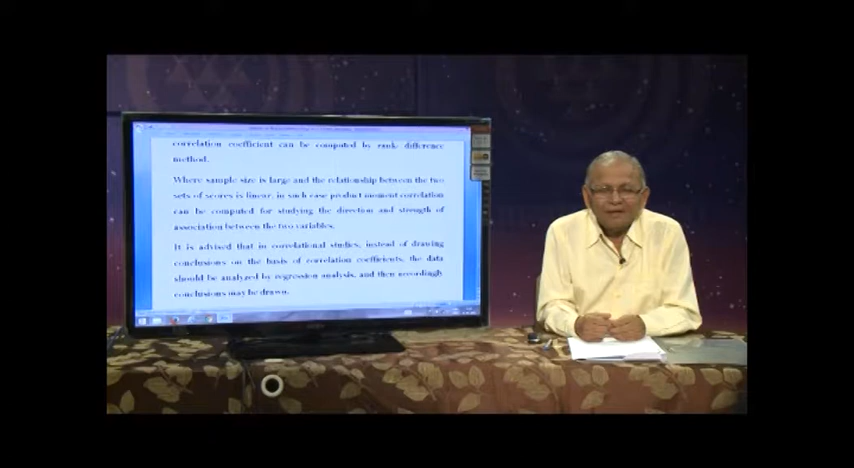 correlation coefficient can be computed by rank difference
method.
Where sample size is large and the relationship between the two
sets of scores is linear, in such case product moment correlation
can be computed for studying the direction and strength of
association between the two variables.
It is advised that in correlational studies, instead of drawing
conclusions on the basis of correlation coefficients, the data
should be analyzed by regression analysis, and then accordingly
conclusions may be drawn.